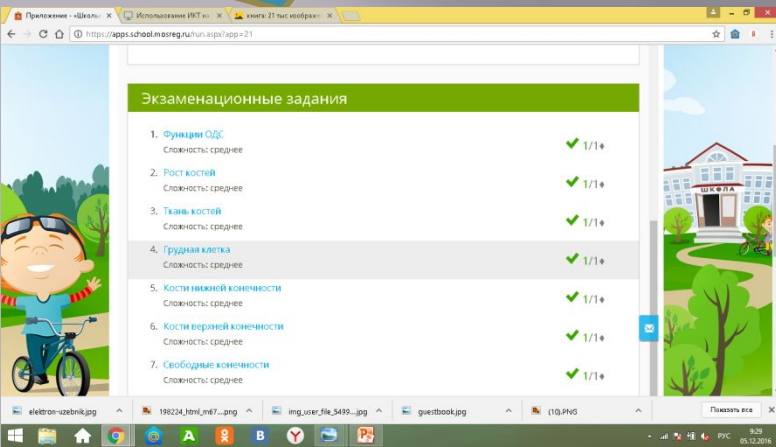 Приложение - «Школь
Использование ИКТ на
книга: 21 тыс изображ
https://apps.school.mosreg.ru/run.aspx?app=21
Экзаменационные задания
1. Функции ОДС
Сложность: среднее
1/1
2. Рост костей
Сложность: среднее
1/1
3. Ткань костей
Сложность: среднее
1/1
4. Грудная клетка
Сложность: среднее
1/1
5. Кости нижней конечности
Сложность: среднее
1/1
6. Кости верхней конечности
Сложность: среднее
1/1
7. Свободные конечности
Сложность: среднее
1/1
ШКОЛА
elektron-uzebnik.jpg
198224_html_m67....png
img_user_file_5499....jpg
guestbook.jpg
(10).PNG
Показать все
РУС
9:29
05.12.2016